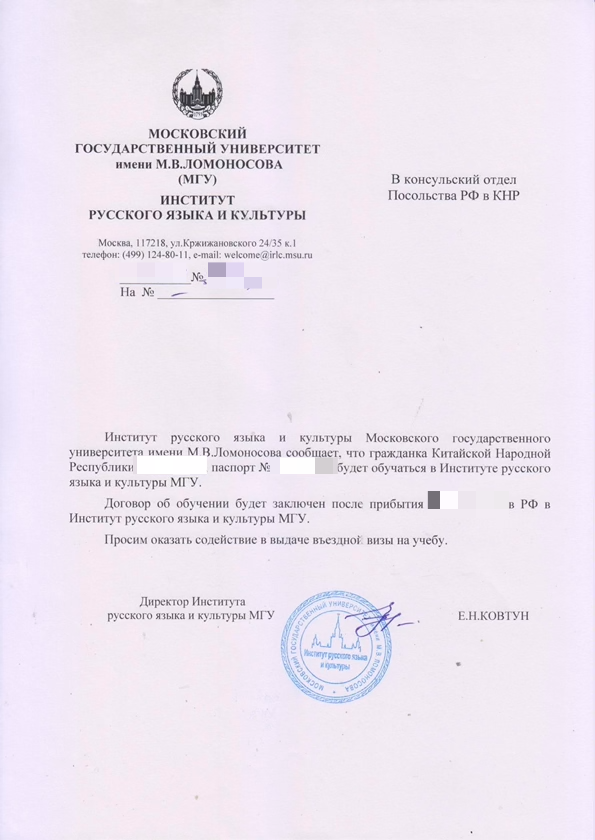 МОСКОВСКИЙ
ГОСУДАРСТВЕННЫЙ УНИВЕРСИТЕТ
имени М.В.ЛОМОНОСОВА
(МГУ)
ИНСТИТУТ
РУССКОГО ЯЗЫКА И КУЛЬТУРЫ
Москва, 117218, ул.Кржижановского 24/35 к.1
телефон: (499) 124-80-11, e-mail: welcome@irlc.msu.ru
№
На №
В консульский отдел
Посольства РФ в КНР
Институт русского языка и культуры Московского государственного
университета имени М.В.Ломоносова сообщает, что гражданка Китайской Народной
Республики паспорт № будет обучаться в Институте русского
языка и культуры МГУ.
Договор об обучении будет заключен после прибытия в РФ в
Институт русского языка и культуры МГУ.
Просим оказать содействие в выдаче въездной визы на учебу.
Директор Института
русского языка и культуры МГУ
Е.Н.КОВТУН
МОСКОВСКИЙ ГОСУДАРСТВЕННЫЙ УНИВЕРСИТЕТ имени М.В.ЛОМОНОСОВА
Институт русского языка
и культуры